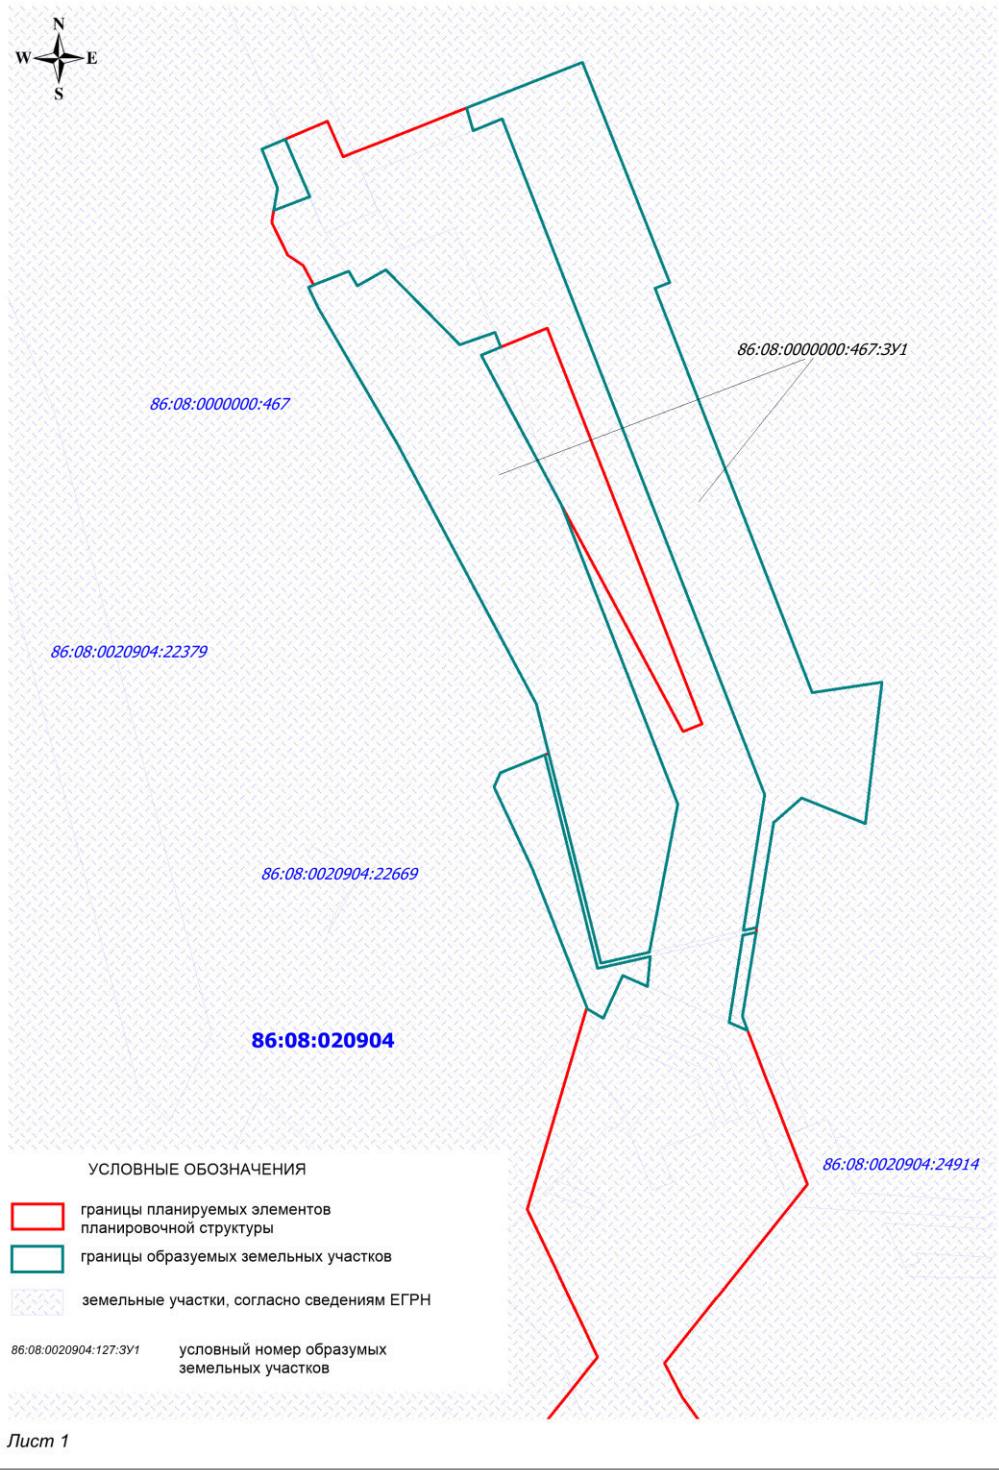 N
W E
S
86:08:0000000:467:ЗУ1
86:08:0000000:467
86:08:0020904:22379
86:08:0020904:22669
86:08:020904
86:08:0020904:24914
УСЛОВНЫЕ ОБОЗНАЧЕНИЯ
границы планируемых элементов
планировочной структуры
границы образуемых земельных участков
земельные участки, согласно сведениям ЕГРН
86:08:0020904:127:ЗУ1
условный номер образумых
земельных участков
Лист 1